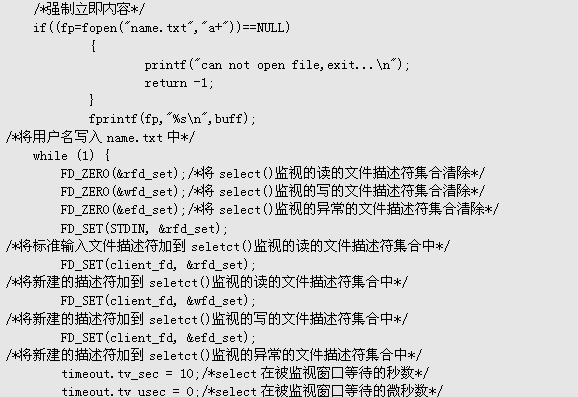 /*强制立即内容*/
if((fp=fopen("name.txt","a+"))==NULL)
{
printf("can not open file,exit...\n");
return -1;
}
fprintf(fp,"%s\n",buff);
/*将用户名写入 name.txt 中*/
while (1) {
FD_ZERO(&rfd_set);/*将 select()监视的读的文件描述符集合清除*/
FD_ZERO(&wfd_set);/*将 select()监视的写的文件描述符集合清除*/
FD_ZERO(&efd_set);/*将 select()监视的异常的文件描述符集合清除*/
FD_SET(STDIN, &rfd_set);
/*将标准输入文件描述符加到 seletct()监视的读的文件描述符集合中*/
FD_SET(client_fd, &rfd_set);
/*将新建的描述符加到 seletct()监视的读的文件描述符集合中*/
FD_SET(client_fd, &wfd_set);
/*将新建的描述符加到 seletct()监视的写的文件描述符集合中*/
FD_SET(client_fd, &efd_set);
/*将新建的描述符加到 seletct()监视的异常的文件描述符集合中*/
timeout.tv_sec = 10;/*select 在被监视窗口等待的秒数*/
timeout.tv_usec = 0;/*select 在被监视窗口等待的微秒数*/